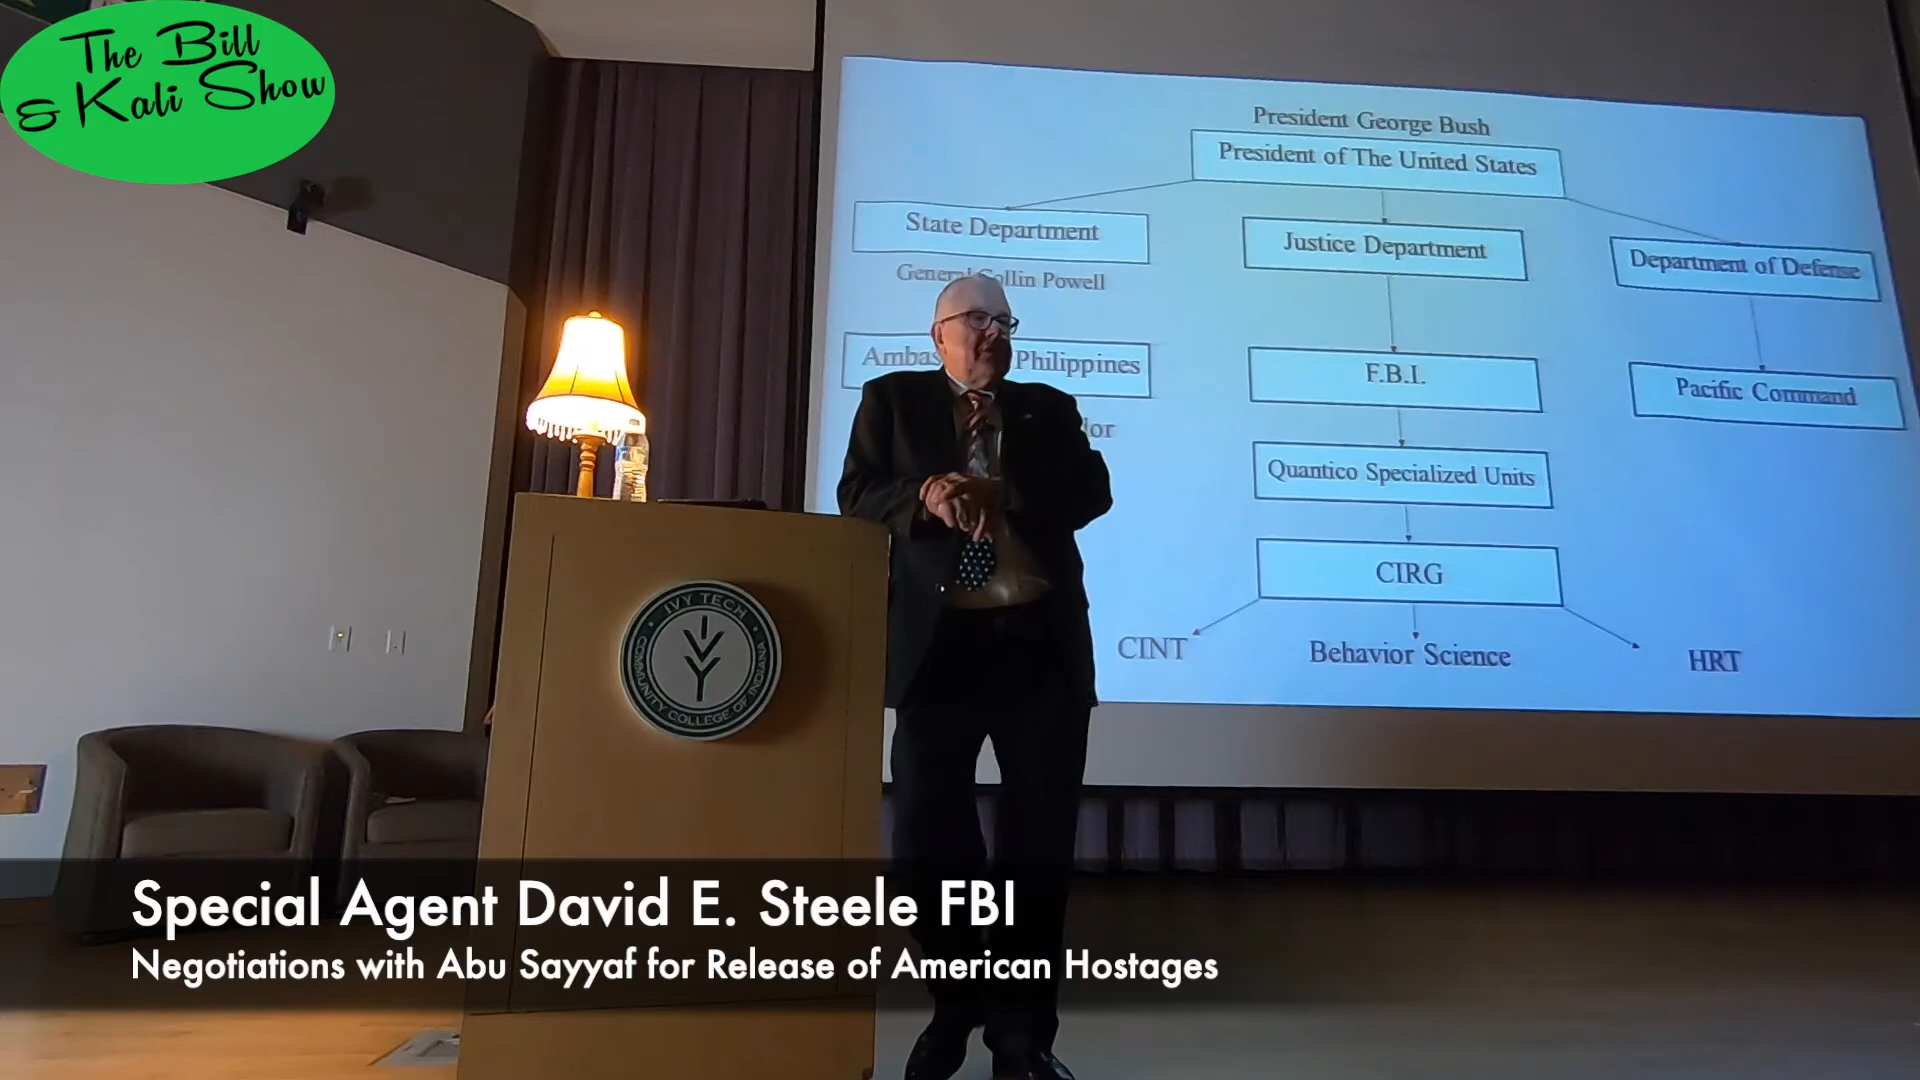 The Bill
& Kali Show
President George Bush
President of The United States
State Department
Justice Department
Department of Defense
Collin Powell
Philippines
F.B.I.
Pacific Command
Quantico Specialized Units
CIRG
CINT
Behavior Science
HRT
IVY TECH
COMMUNITY COLLEGE OF INDIANA
IVY
Special Agent David E. Steele FBI
Negotiations with Abu Sayyaf for Release of American Hostages